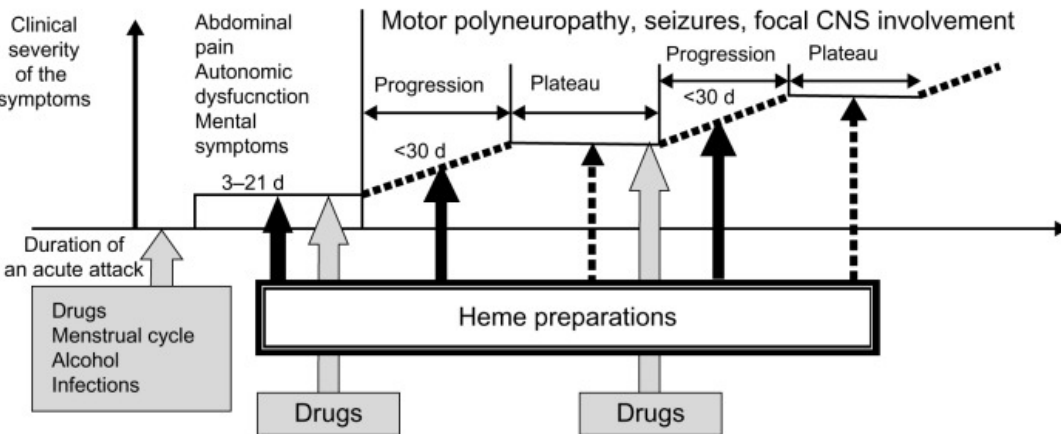 Clinical
severity
of the
symptoms
Abdominal
pain
Autonomic
dysfucnction
Mental
symptoms
Motor polyneuropathy, seizures, focal CNS involvement
Progression
Plateau
Progression
Plateau
<30 d
<30 d
3–21 d
Duration of
an acute attack
Drugs
Menstrual cycle
Alcohol
Infections
Heme preparations
Drugs
Drugs